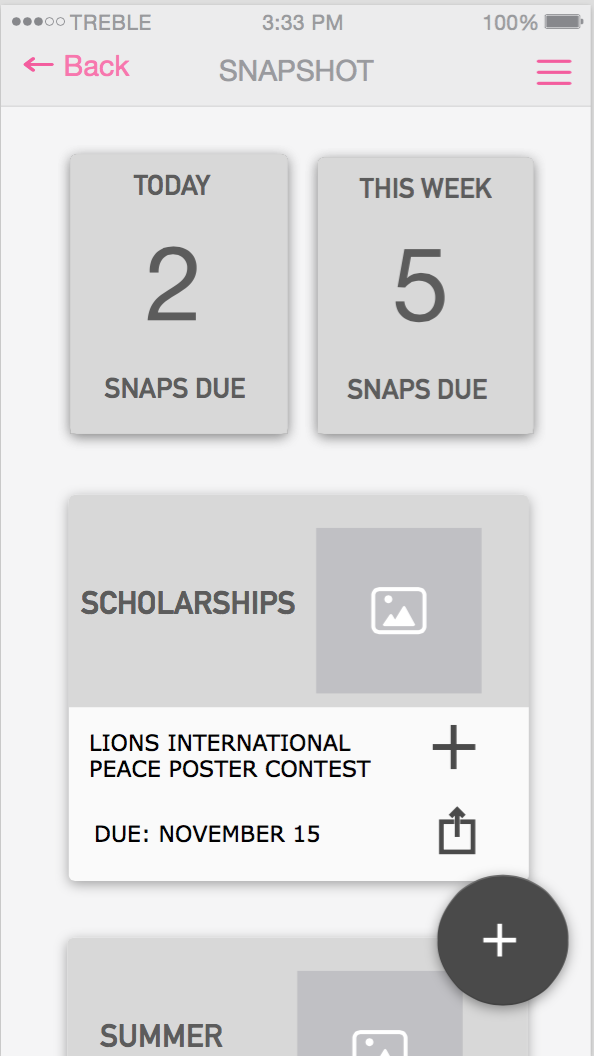 TREBLE 3:33 PM 100%
← Back SNAPSHOT
TODAY
2
SNAPS DUE
THIS WEEK
5
SNAPS DUE
SCHOLARSHIPS
LIONS INTERNATIONAL
PEACE POSTER CONTEST
DUE: NOVEMBER 15
SUMMER